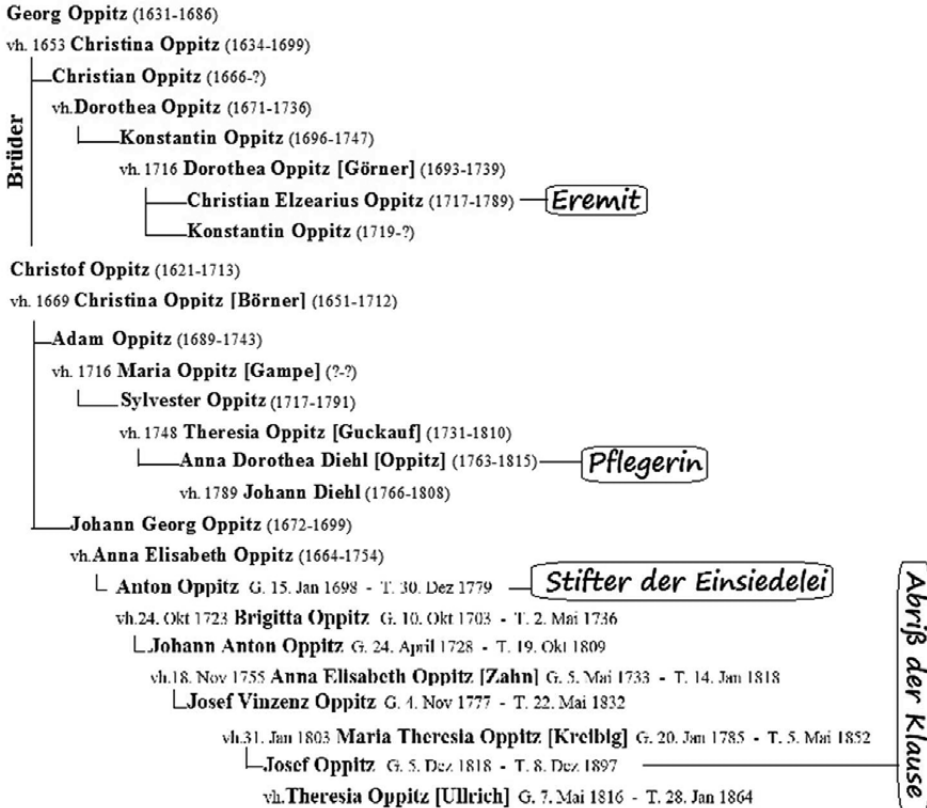 Georg Oppitz (1631-1686)
vh. 1653 Christina Oppitz (1634-1699)
Brüder
Christian Oppitz (1666-?)
vh.Dorothea Oppitz (1671-1736)
Konstantin Oppitz (1696-1747)
vh. 1716 Dorothea Oppitz [Görner] (1693-1739)
Christian Elzearius Oppitz (1717-1789) Eremit
Konstantin Oppitz (1719-?)
Christof Oppitz (1621-1713)
vh. 1669 Christina Oppitz [Börner] (1651-1712)
Adam Oppitz (1689-1743)
vh. 1716 Maria Oppitz [Gampe] (?-?)
Sylvester Oppitz (1717-1791)
vh. 1748 Theresia Oppitz [Guckauf] (1731-1810)
Anna Dorothea Diehl [Oppitz] (1763-1815) Pflegerin
vh. 1789 Johann Diehl (1766-1808)
Johann Georg Oppitz (1672-1699)
vh.Anna Elisabeth Oppitz (1664-1754)
Anton Oppitz G. 15. Jan 1698 - T. 30. Dez 1779 Stifter der Einsiedelei
vh.24. Okt 1723 Brigitta Oppitz G. 10. Okt 1703 - T. 2. Mai 1736
Johann Anton Oppitz G. 24. April 1728 - T. 19. Okt 1809
vh.18. Nov 1755 Anna Elisabeth Oppitz [Zahn] G. 5. Mai 1733 - T. 14. Jan 1818
Josef Vinzenz Oppitz G. 4. Nov 1777 - T. 22. Mai 1832
vh.31. Jan 1803 Maria Theresia Oppitz [Kreibig] G. 20. Jan 1785 - T. 5. Mai 1852
Josef Oppitz G. 5. Dez 1818 - T. 8. Dez 1897
vh.Theresia Oppitz [Ullrich] G. 7. Mai 1816 - T. 28. Jan 1864
Abriß der Klause